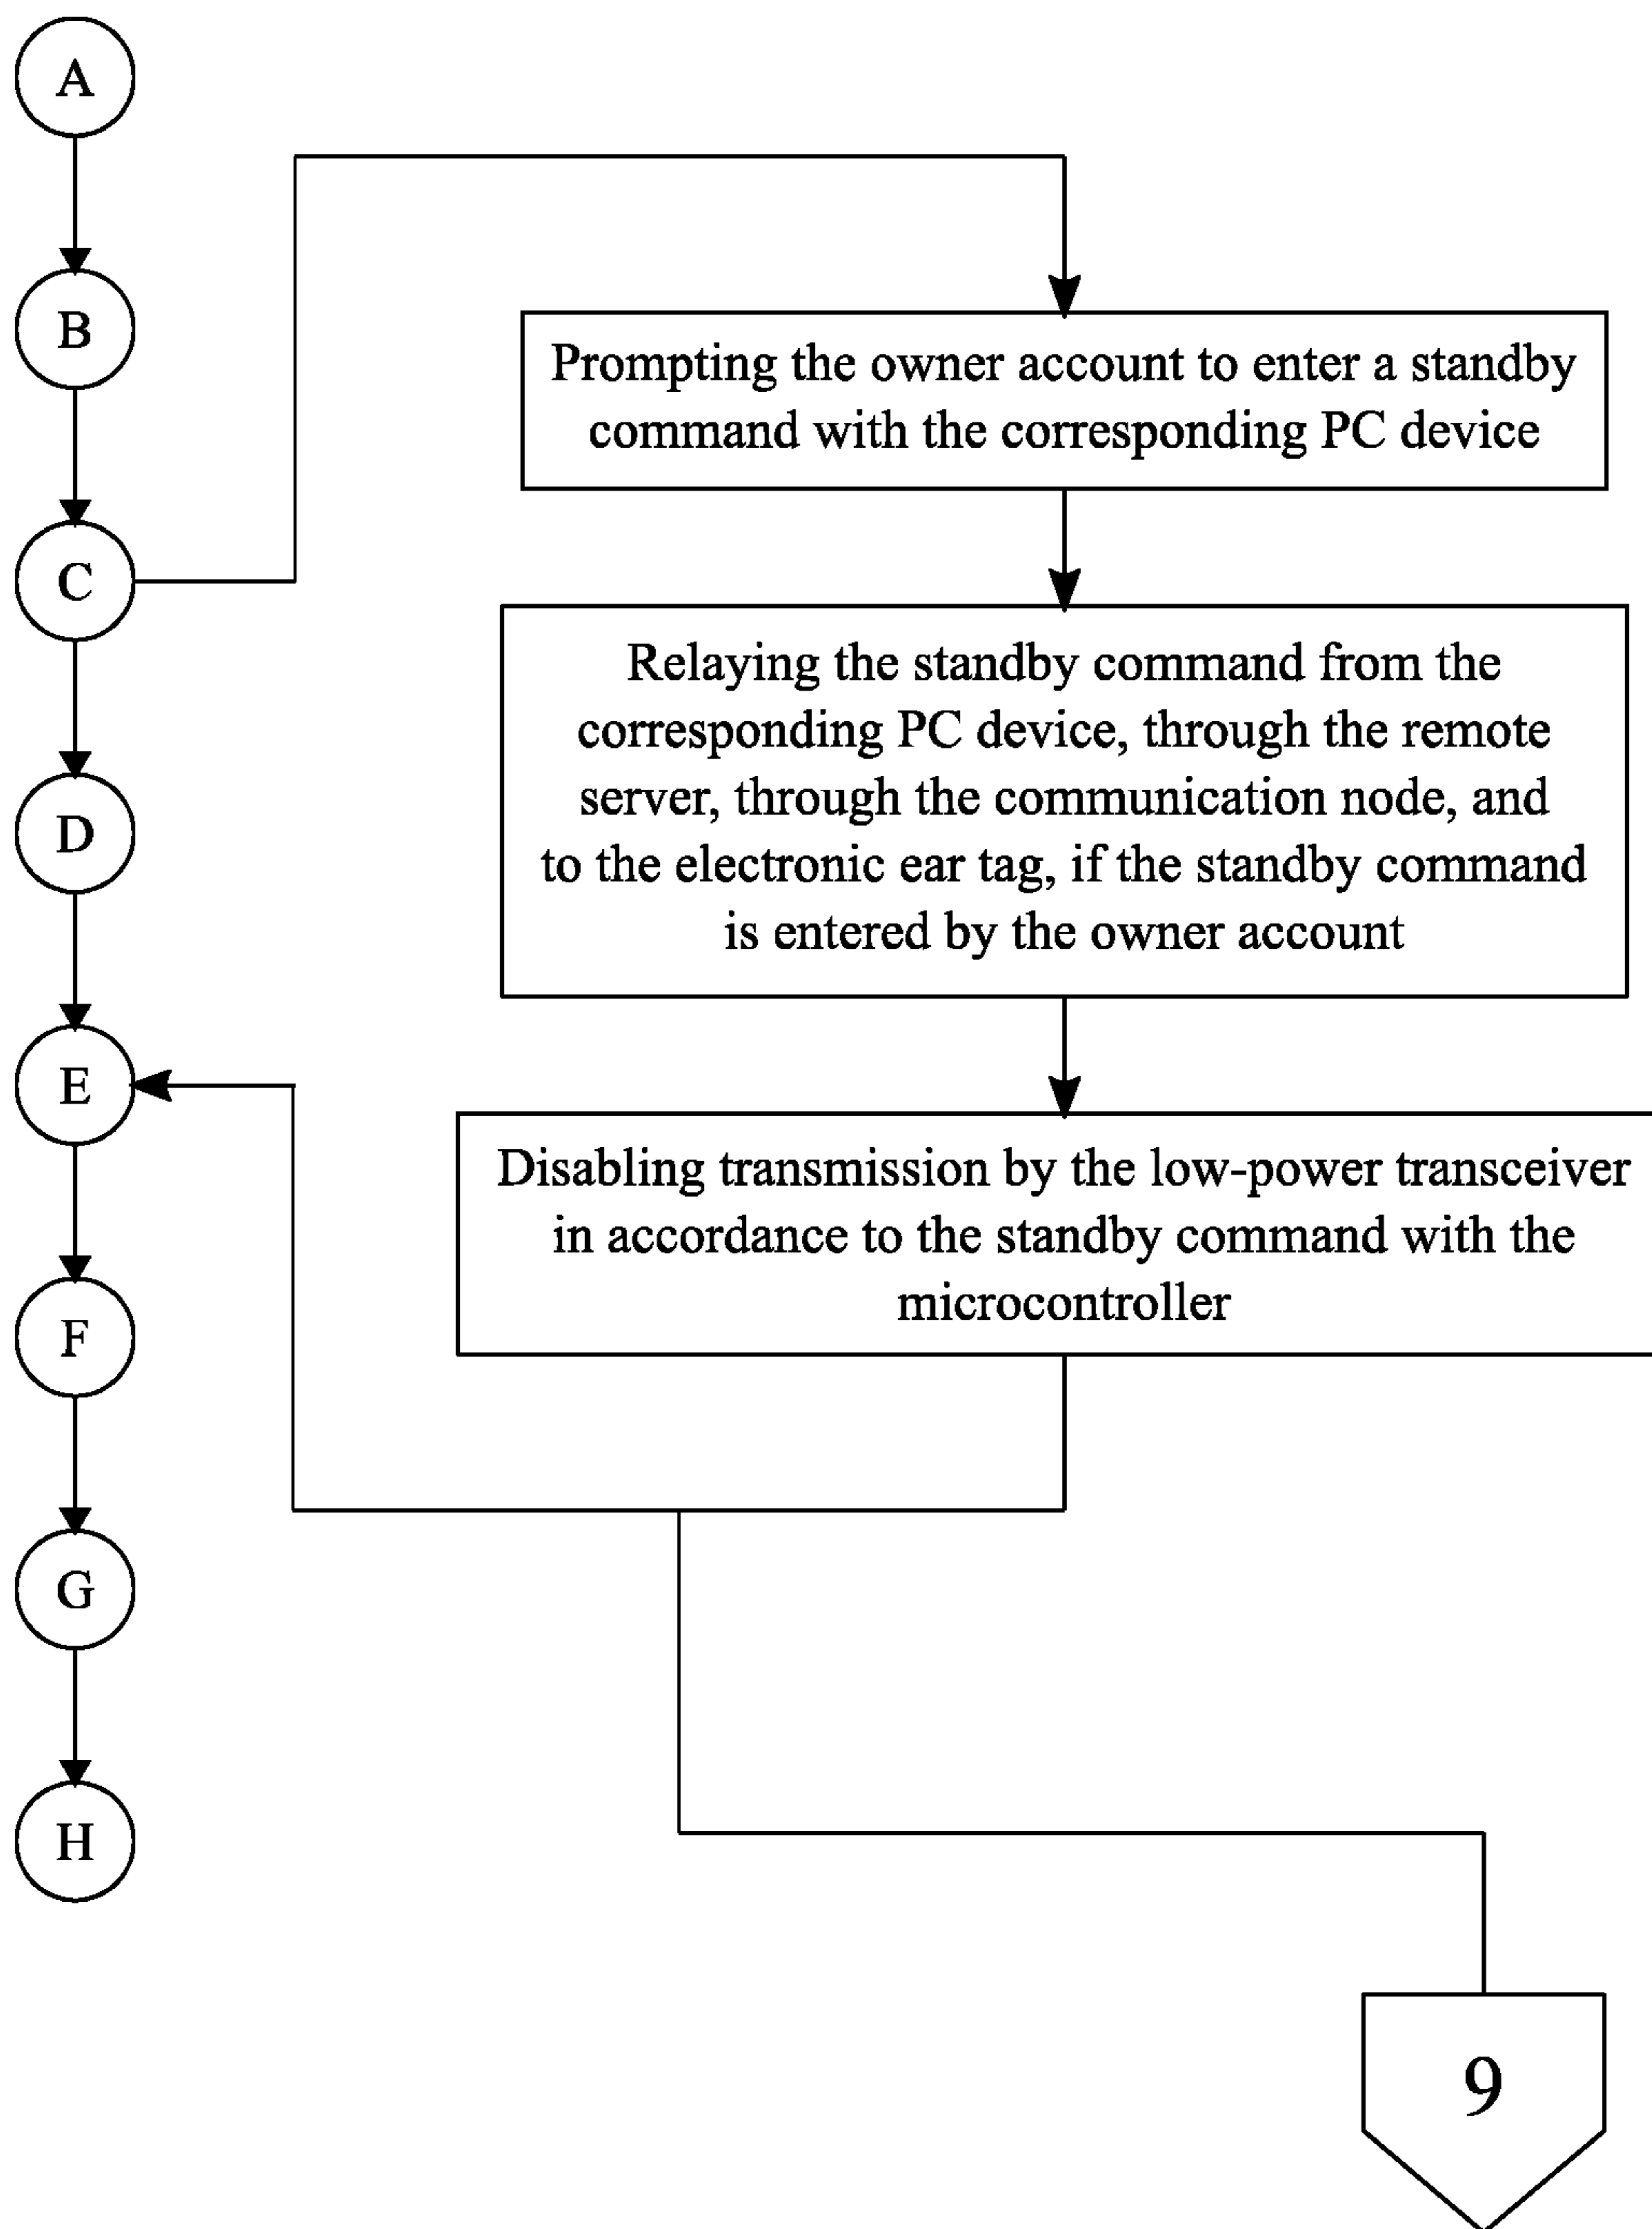 A
B
C
D
E
F
G
H
Prompting the owner account to enter a standby
command with the corresponding PC device
Relaying the standby command from the
corresponding PC device, through the remote
server, through the communication node, and
to the electronic ear tag, if the standby command
is entered by the owner account
Disabling transmission by the low-power transceiver
in accordance to the standby command with the
microcontroller
9